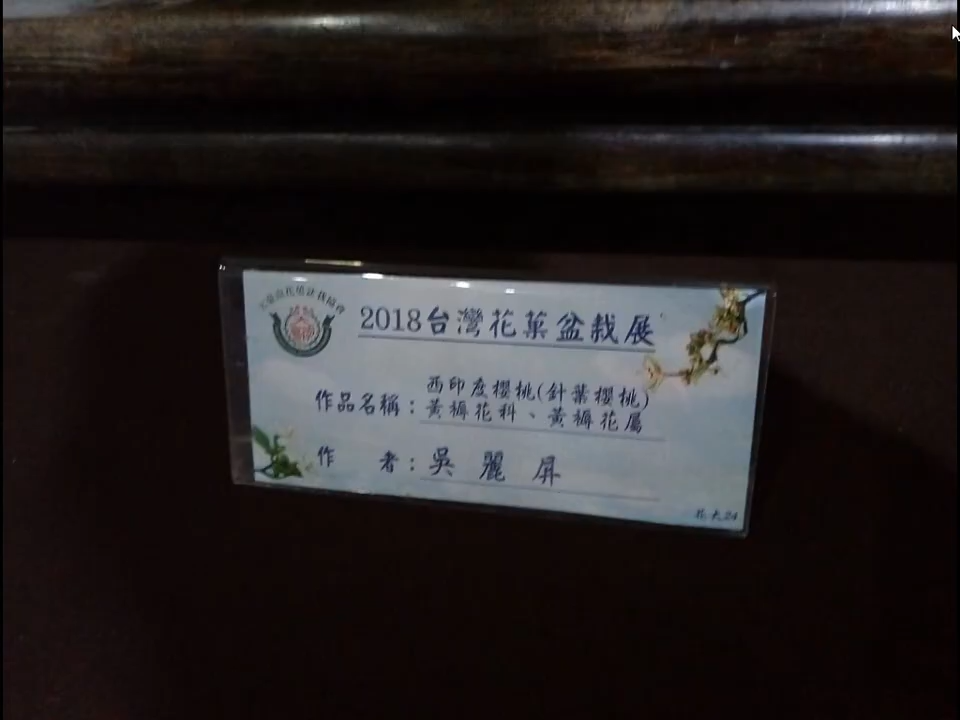 2018台灣花菓盆栽展
作品名稱：西印度櫻桃(針葉櫻桃)
黃褥花科、黃褥花屬
作　者：吳麗屏